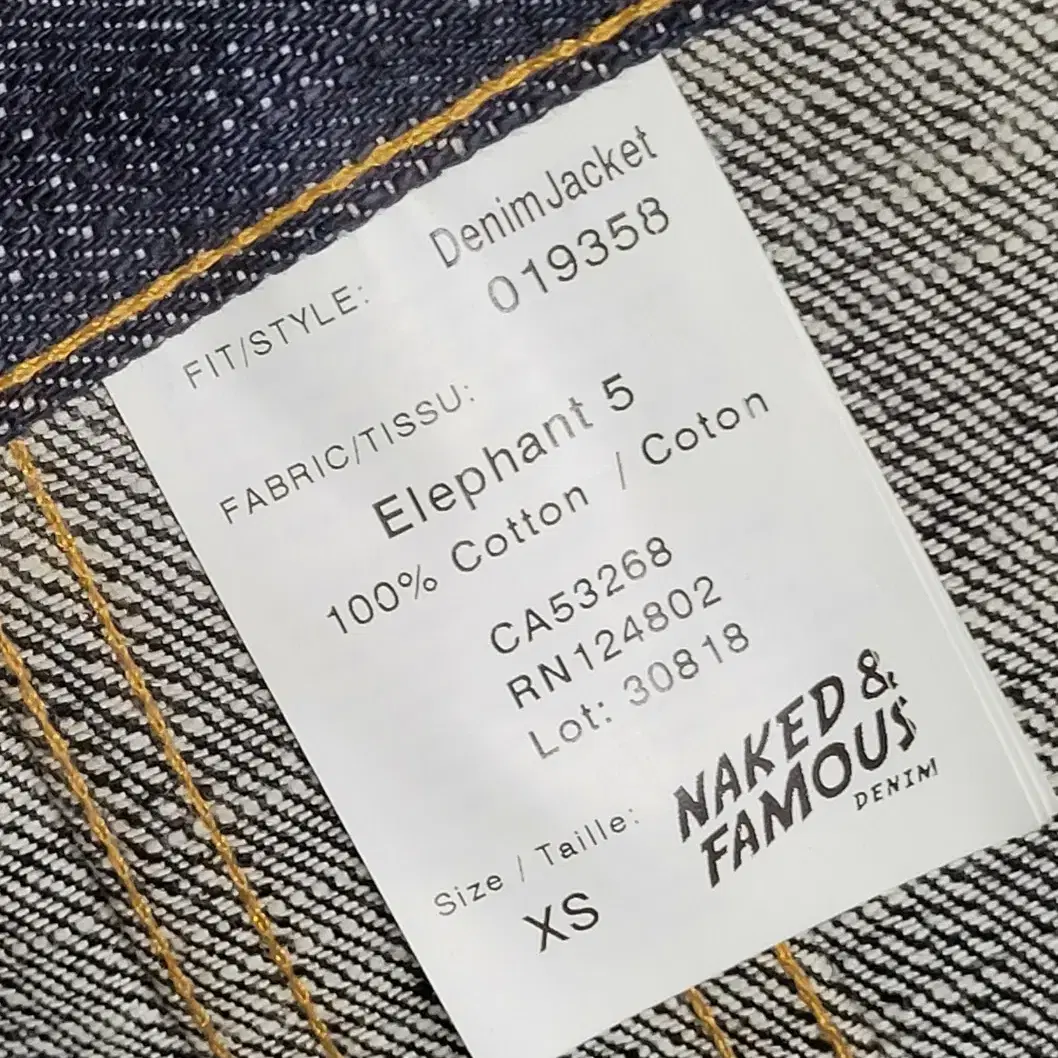 FIT/STYLE: Denim Jacket
019358
FABRIC/TISSU:
Elephant 5
100% Cotton / Coton
CA53268
RN124802
Lot: 30818
Size / Taille:
XS
NAKED &
FAMOUS
DENIM